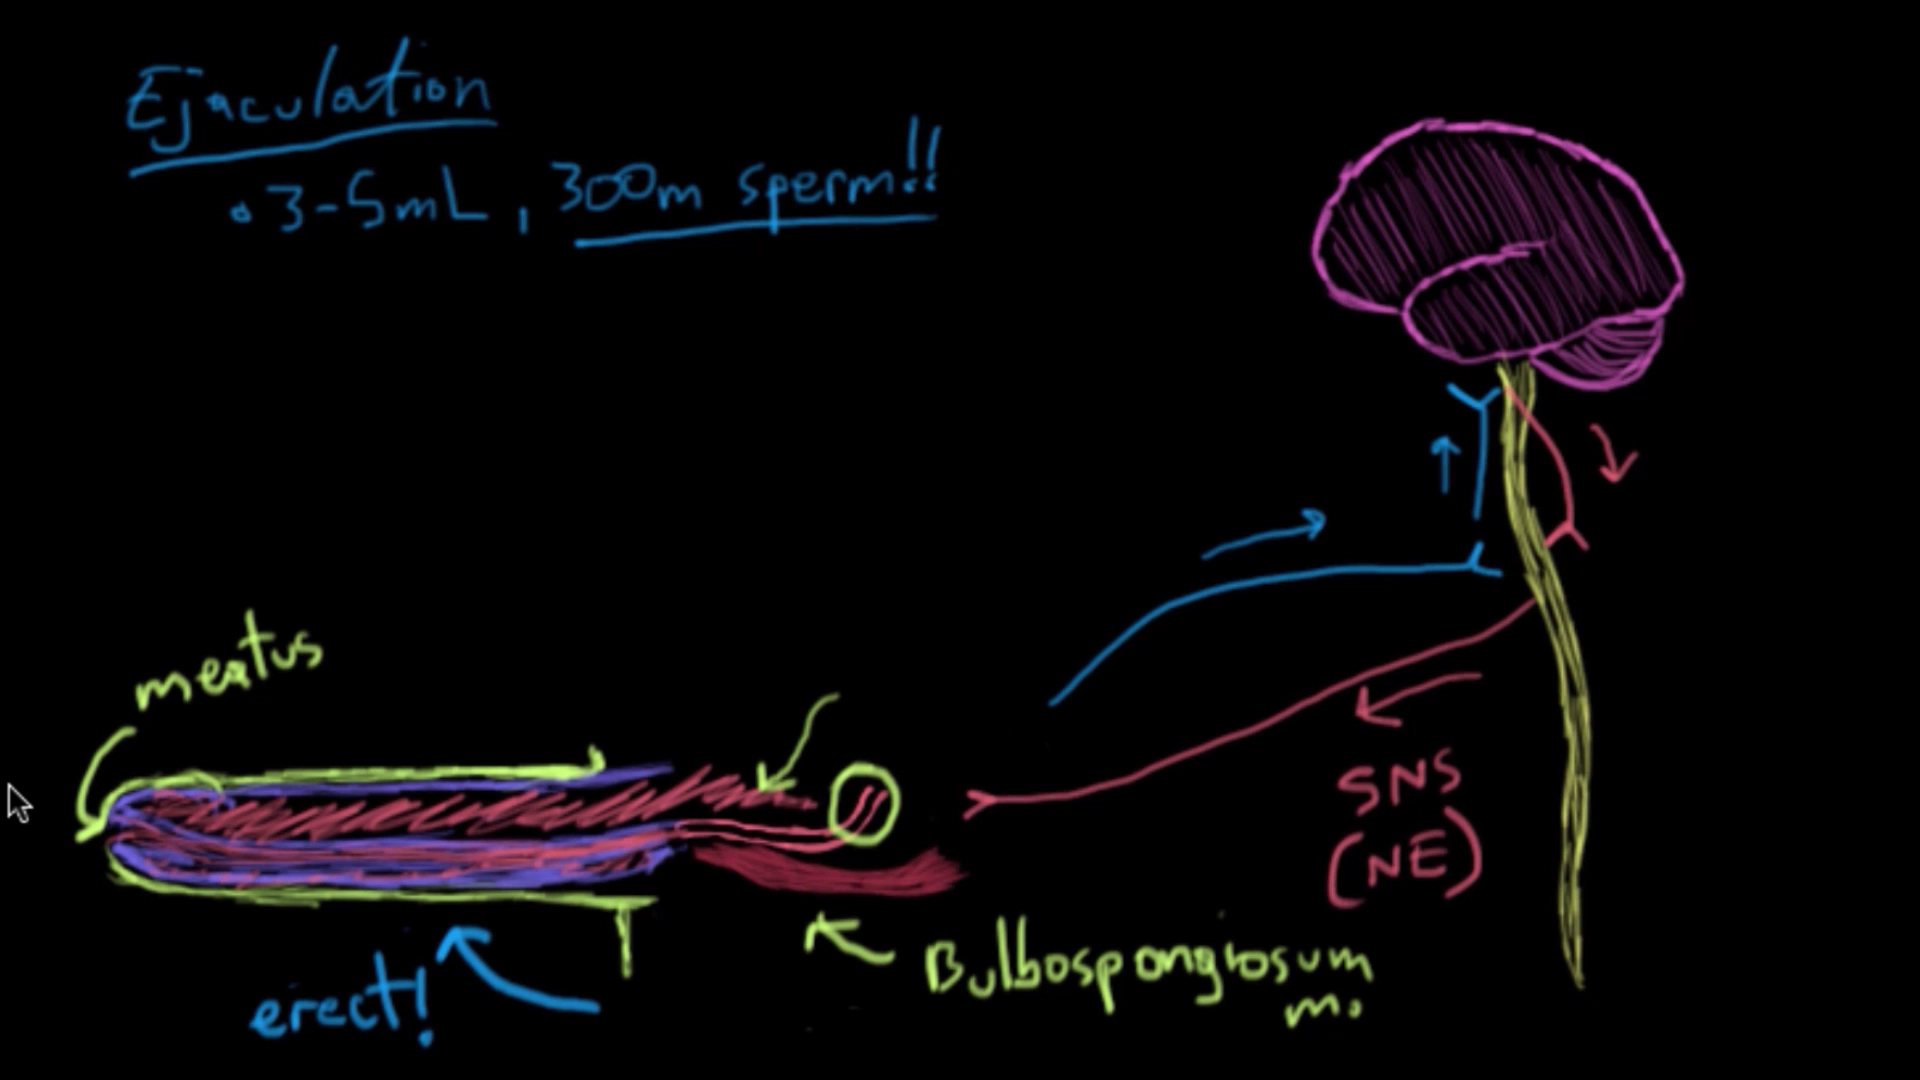 Ejaculation
• 3-5mL, 300m sperm!!
meatus
SNS
(NE)
Bulbospongiosum
m.
erect!